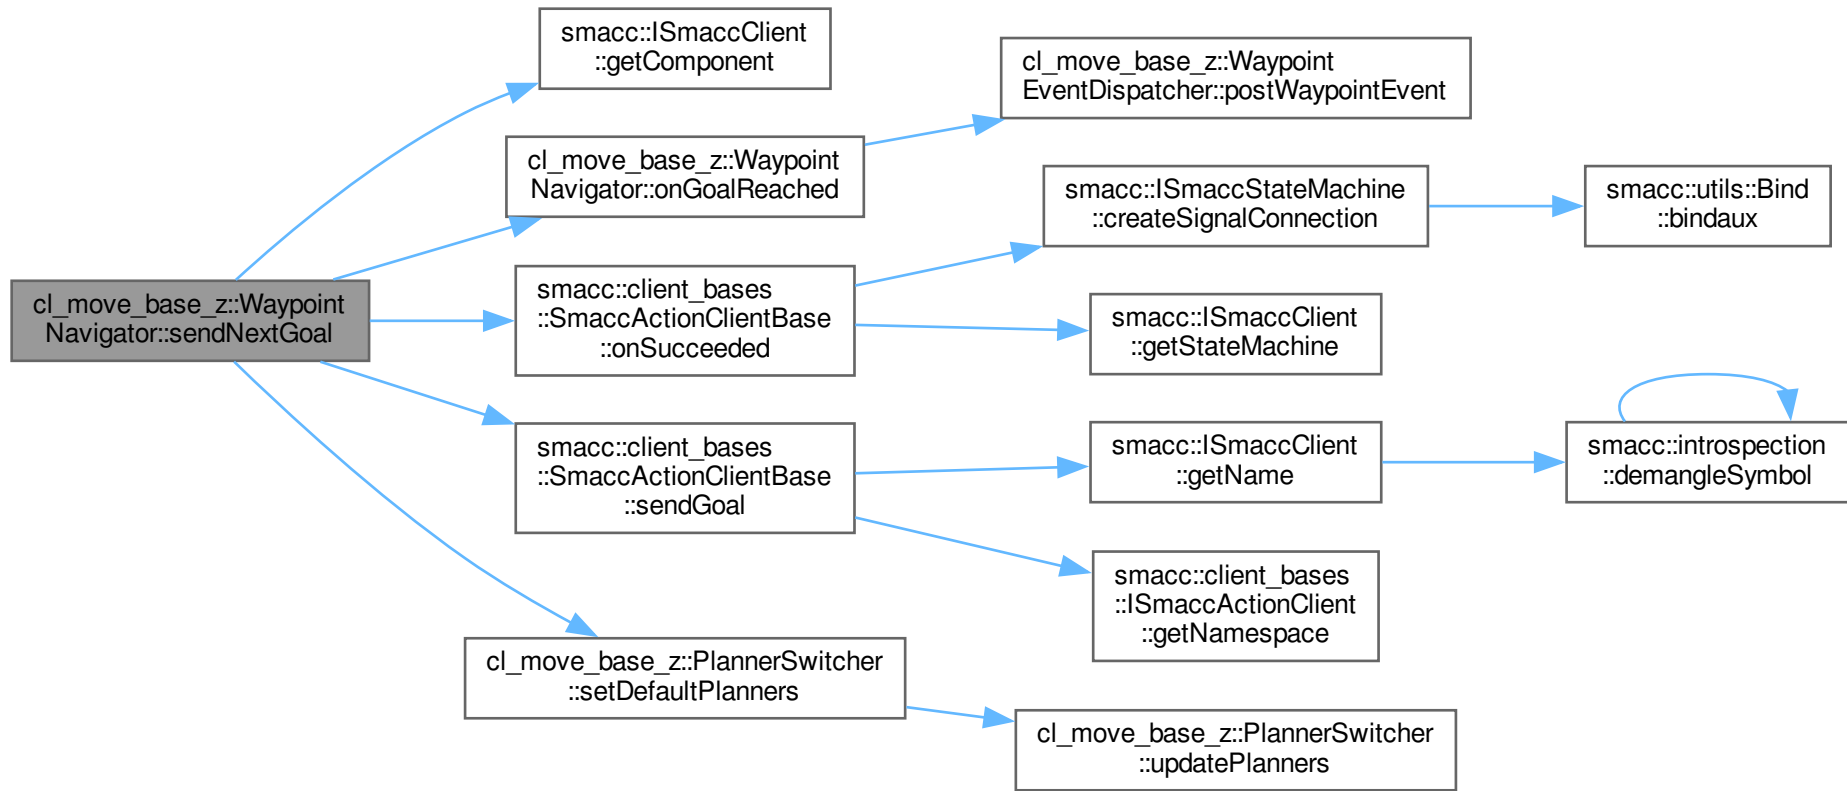 smacc::ISmaccClient
::getComponent
cl_move_base_z::Waypoint
EventDispatcher::postWaypointEvent
cl_move_base_z::Waypoint
Navigator::onGoalReached
smacc::ISmaccStateMachine
::createSignalConnection
smacc::utils::Bind
::bindaux
cl_move_base_z::Waypoint
Navigator::sendNextGoal
smacc::client_bases
::SmaccActionClientBase
::onSucceeded
smacc::ISmaccClient
::getStateMachine
smacc::client_bases
::SmaccActionClientBase
::sendGoal
smacc::ISmaccClient
::getName
smacc::introspection
::demangleSymbol
smacc::client_bases
::ISmaccActionClient
::getNamespace
cl_move_base_z::PlannerSwitcher
::setDefaultPlanners
cl_move_base_z::PlannerSwitcher
::updatePlanners